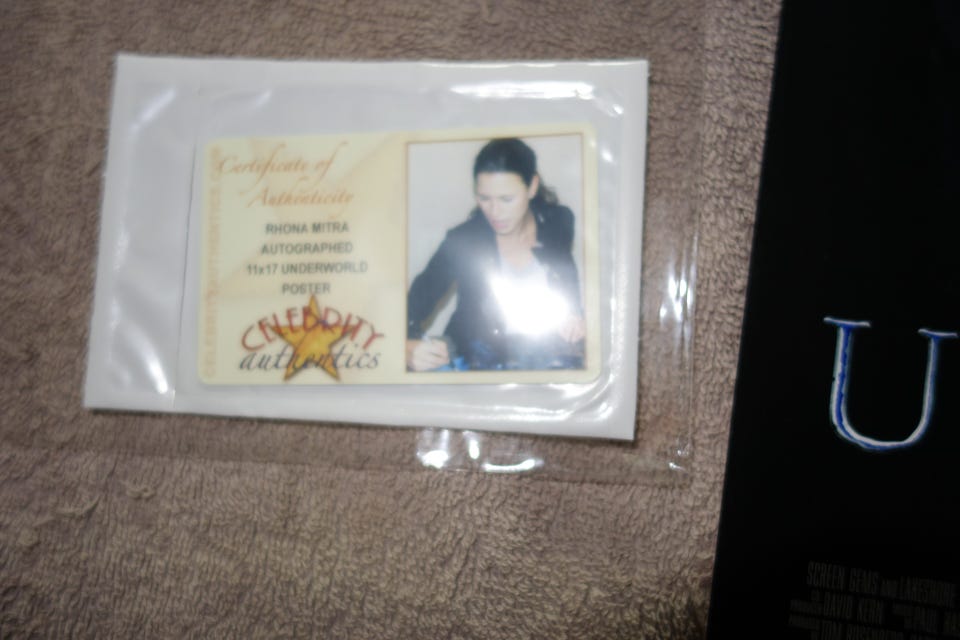 Certificate of
Authenticity
RHONA MITRA
AUTOGRAPHED
11x17 UNDERWORLD
POSTER
CELEBRITY
authentics
U
SCREEN GEMS and LAKESHORE
DAVID KERN